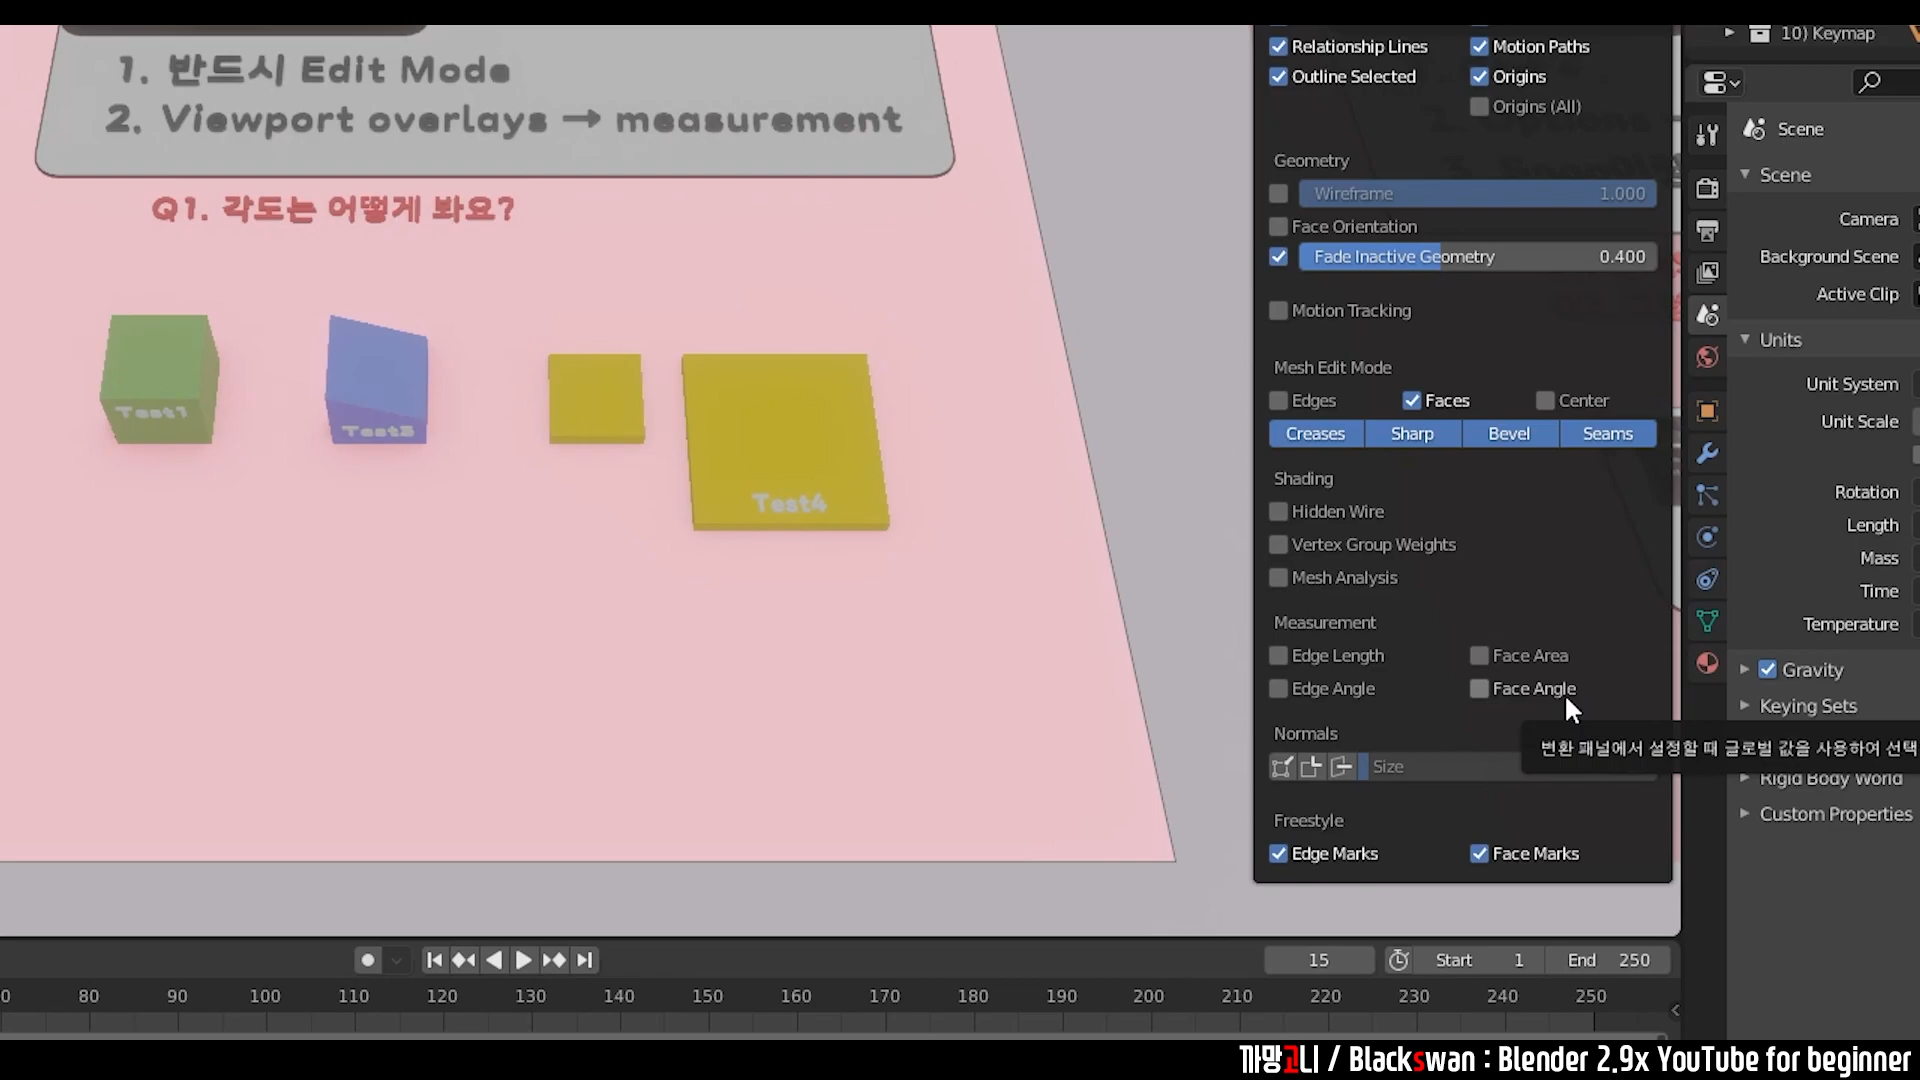 1. 반드시 Edit Mode
2. Viewport overlays → measurement
Q1. 각도는 어떻게 봐요?
Test1
Test3
Test4
Relationship Lines
Motion Paths
Outline Selected
Origins
Origins (All)
Geometry
Wireframe 1.000
Face Orientation
Fade Inactive Geometry 0.400
Motion Tracking
Mesh Edit Mode
Edges Faces Center
Creases Sharp Bevel Seams
Shading
Hidden Wire
Vertex Group Weights
Mesh Analysis
Measurement
Edge Length Face Area
Edge Angle Face Angle
Normals
변환 패널에서 설정할 때 글로벌 값을 사용하여 선택
Size
Freestyle
Edge Marks Face Marks
10) Keymap
Scene
Scene
Camera
Background Scene
Active Clip
Units
Unit System
Unit Scale
Rotation
Length
Mass
Time
Temperature
Gravity
Keying Sets
Rigid Body World
Custom Properties
15 Start 1 End 250
0 80 90 100 110 120 130 140 150 160 170 180 190 200 210 220 230 240 250
까망고니 / Blackswan : Blender 2.9x YouTube for beginner